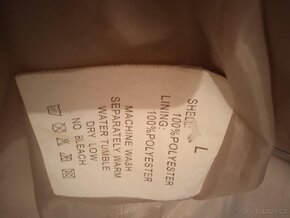 SHELL: L
100%POLYESTER
LINING:
100%POLYESTER
MACHINE WASH
SEPARATELY WARM
WATER TUMBLE
DRY LOW
NO BLEACH